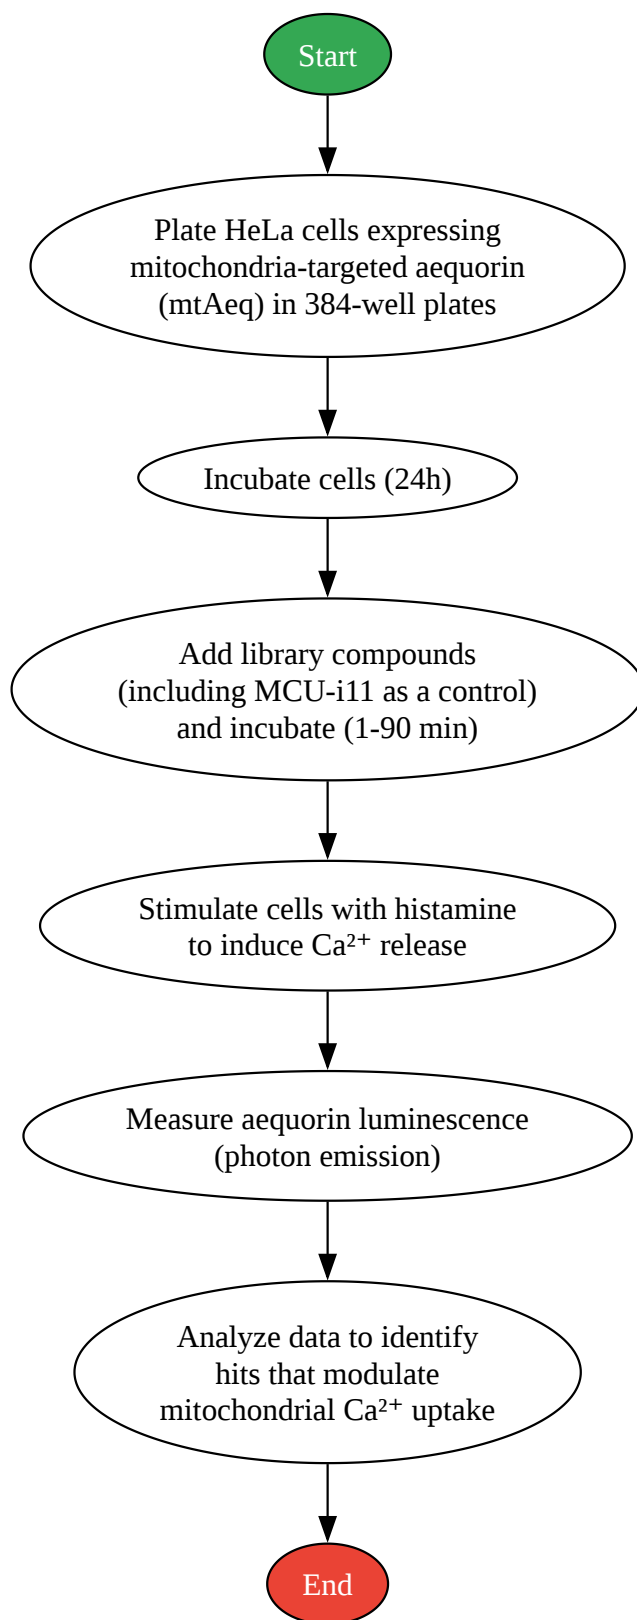 Start
Plate HeLa cells expressing
mitochondria-targeted aequorin
(mtAeq) in 384-well plates
Incubate cells (24h)
Add library compounds
(including MCU-i11 as a control)
and incubate (1-90 min)
Stimulate cells with histamine
to induce Ca²⁺ release
Measure aequorin luminescence
(photon emission)
Analyze data to identify
hits that modulate
mitochondrial Ca²⁺ uptake
End